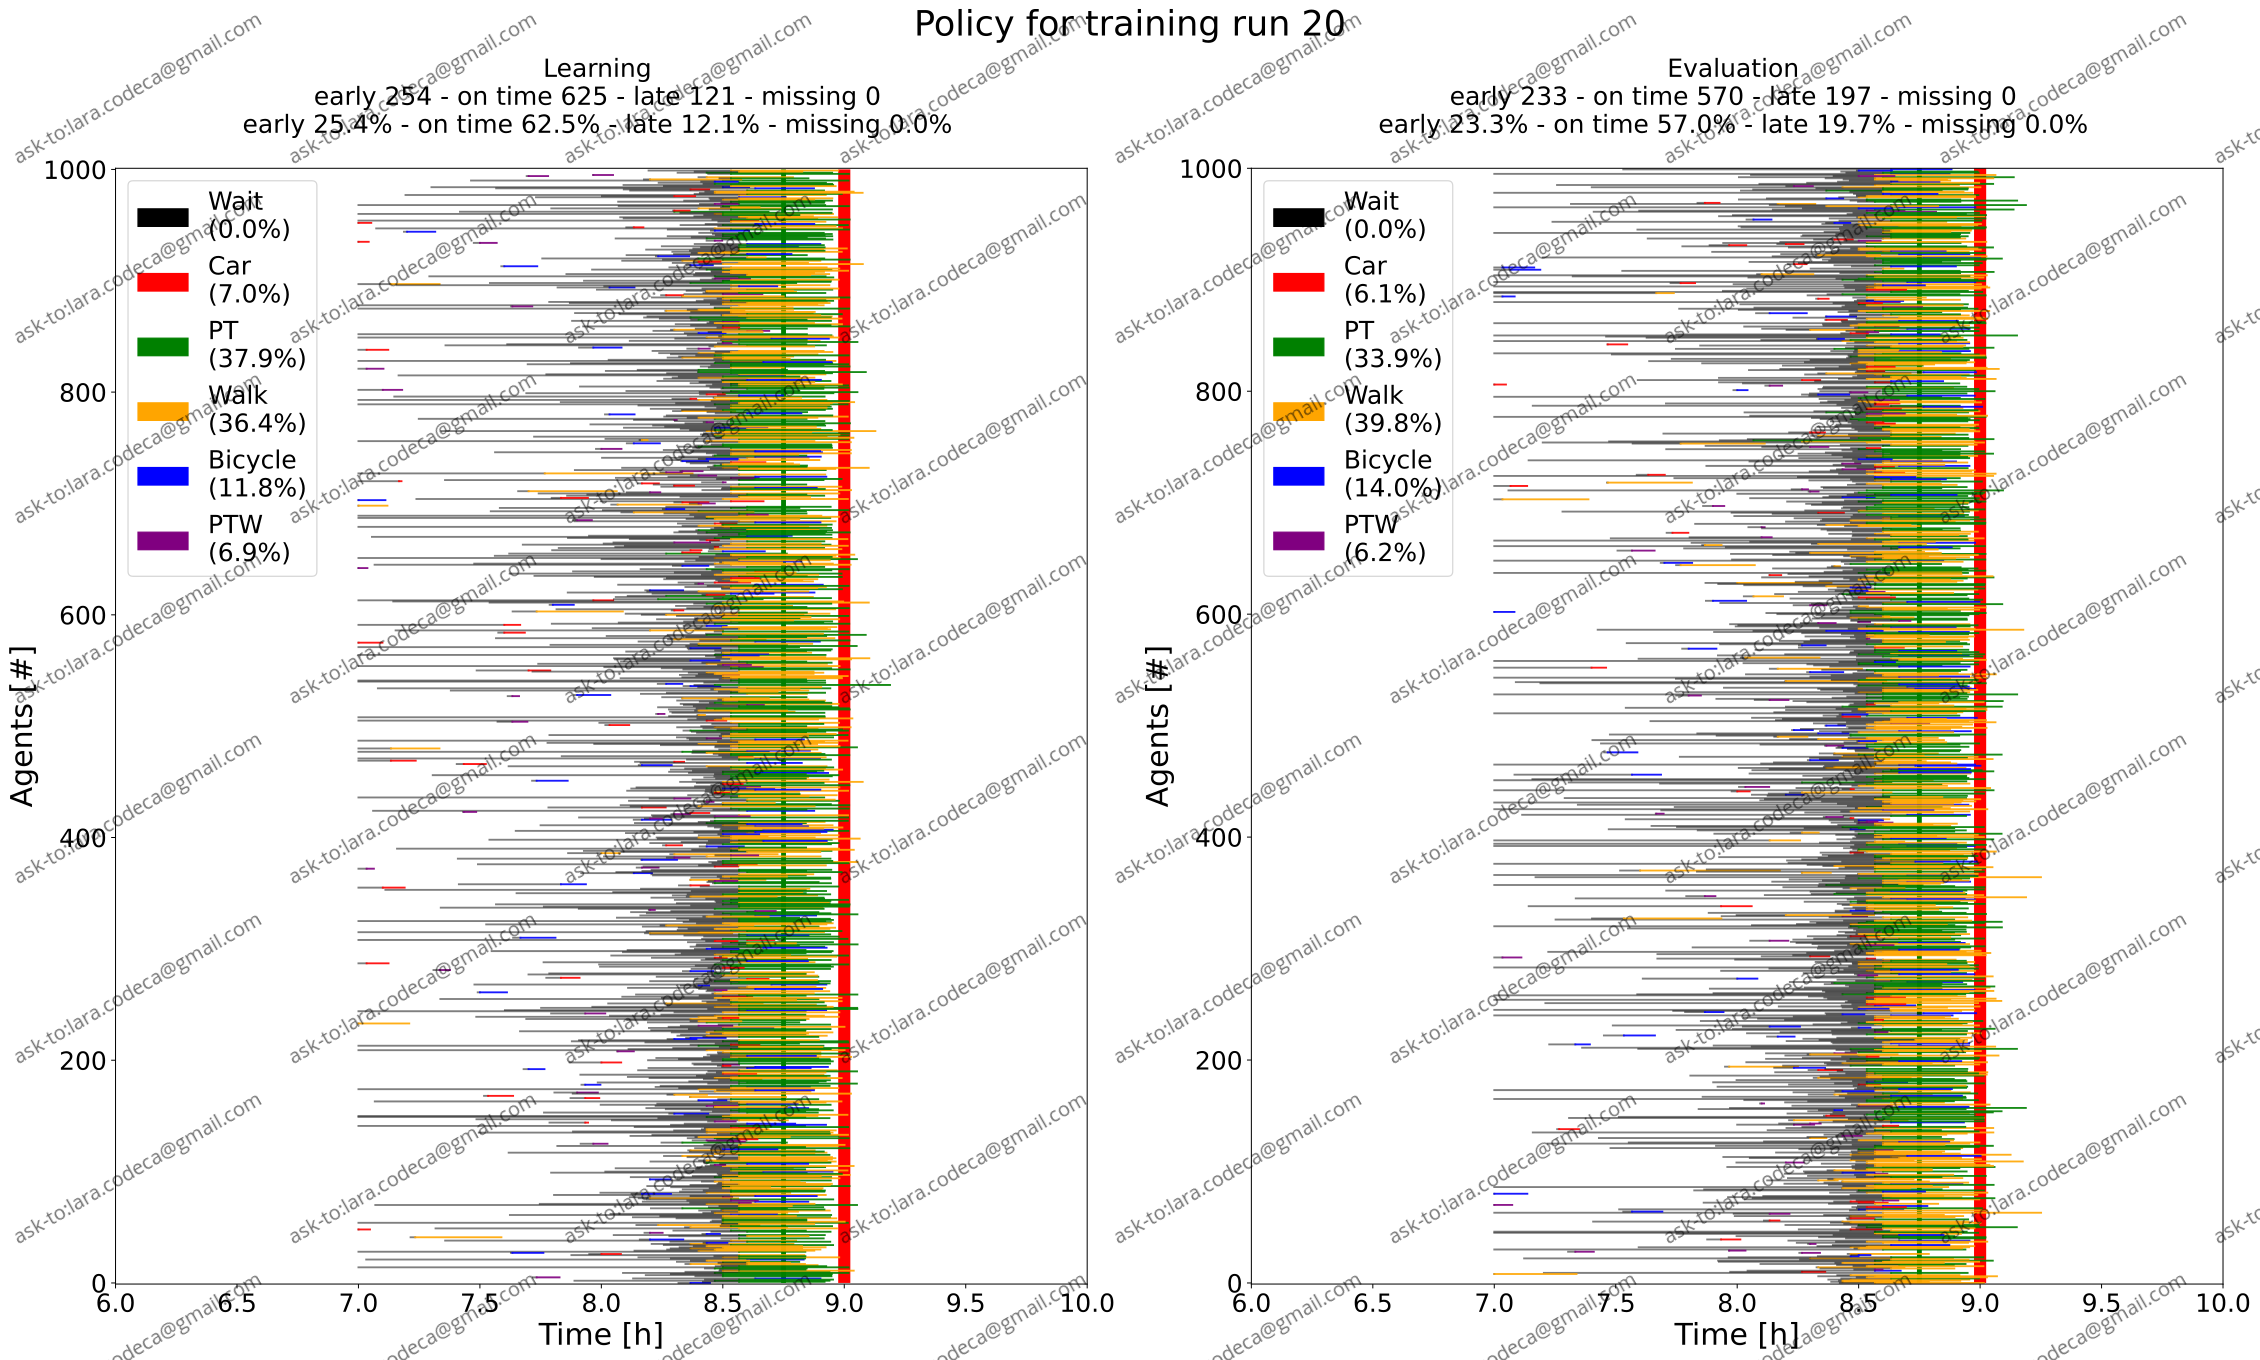 Policy for training run 20
Learning
early 254 - on time 625 - late 121 - missing 0
early 25.4% - on time 62.5% - late 12.1% - missing 0.0%
1000
800
600
400
200
0
Agents [#]
Wait
(0.0%)
Car
(7.0%)
PT
(37.9%)
Walk
(36.4%)
Bicycle
(11.8%)
PTW
(6.9%)
6.0 6.5 7.0 7.5 8.0 8.5 9.0 9.5 10.0
Time [h]
Evaluation
early 233 - on time 570 - late 197 - missing 0
early 23.3% - on time 57.0% - late 19.7% - missing 0.0%
1000
800
600
400
200
0
Agents [#]
Wait
(0.0%)
Car
(6.1%)
PT
(33.9%)
Walk
(39.8%)
Bicycle
(14.0%)
PTW
(6.2%)
6.0 6.5 7.0 7.5 8.0 8.5 9.0 9.5 10.0
Time [h]
ask-to:lara.codeca@gmail.com